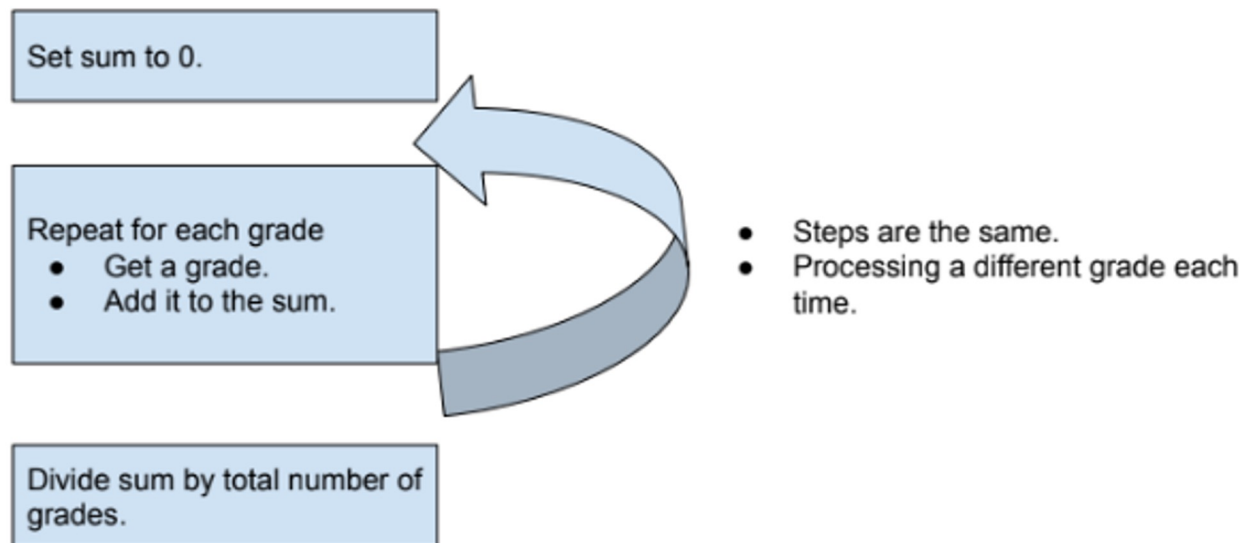 Set sum to 0.
Repeat for each grade
● Get a grade.
● Add it to the sum.
● Steps are the same.
● Processing a different grade each
time.
Divide sum by total number of
grades.